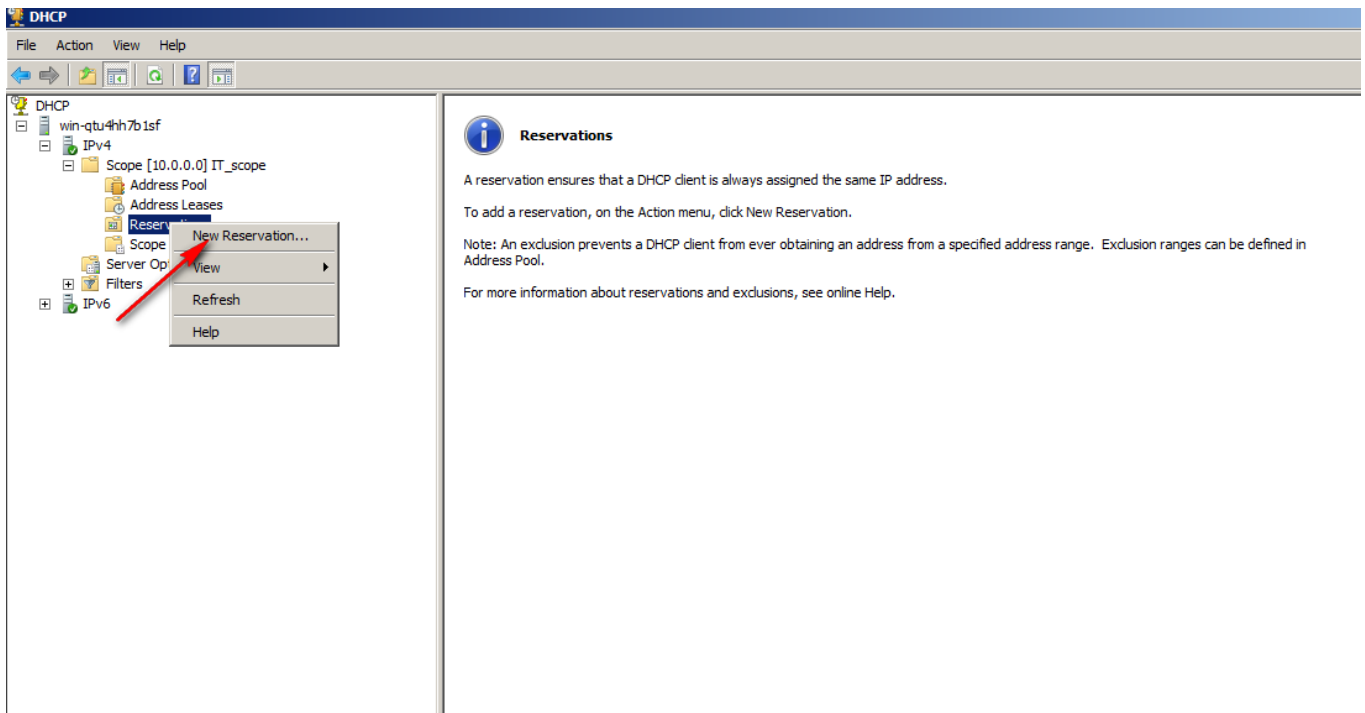 DHCP
File Action View Help
DHCP
win-qtu4hh7b1sf
IPv4
Scope [10.0.0.0] IT_scope
Address Pool
Address Leases
Reserv
Scope
Server Op
Filters
IPv6
New Reservation...
View
Refresh
Help
Reservations
A reservation ensures that a DHCP client is always assigned the same IP address.
To add a reservation, on the Action menu, click New Reservation.
Note: An exclusion prevents a DHCP client from ever obtaining an address from a specified address range. Exclusion ranges can be defined in
Address Pool.
For more information about reservations and exclusions, see online Help.